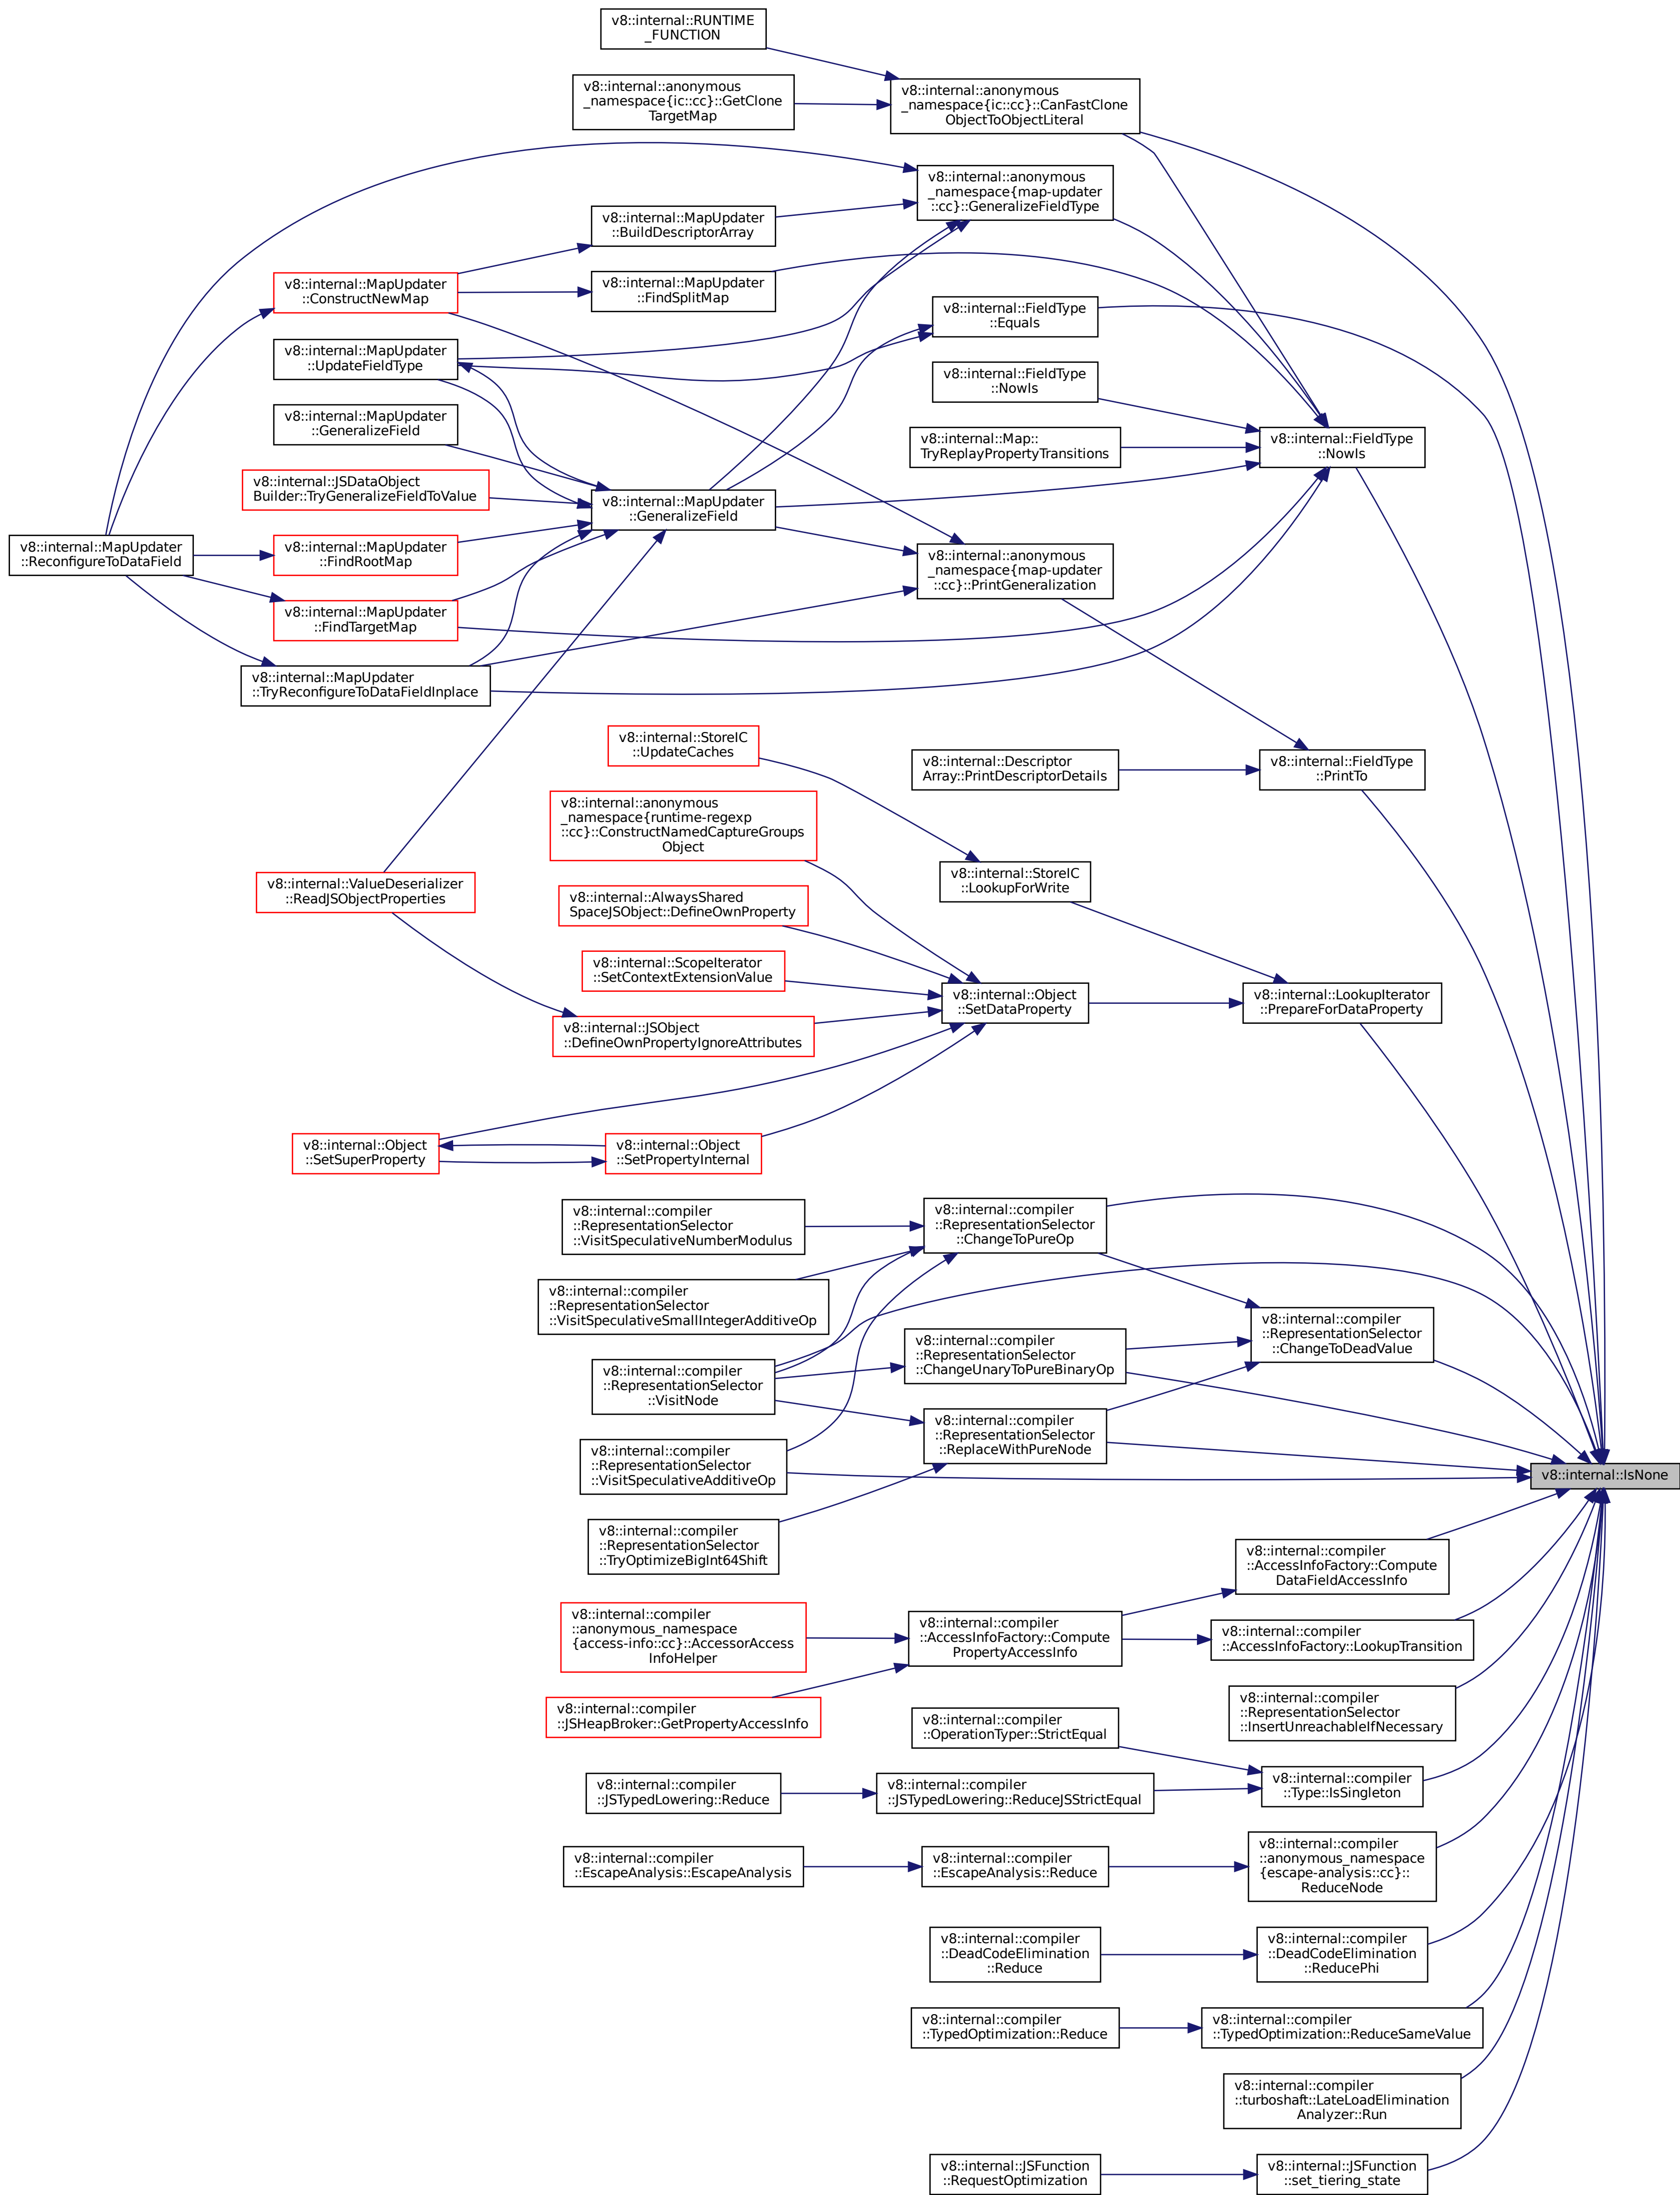 v8::internal::RUNTIME
_FUNCTION
v8::internal::anonymous
_namespace{ic::cc}::GetClone
TargetMap
v8::internal::anonymous
_namespace{ic::cc}::CanFastClone
ObjectToObjectLiteral
v8::internal::anonymous
_namespace{map-updater
::cc}::GeneralizeFieldType
v8::internal::MapUpdater
::BuildDescriptorArray
v8::internal::MapUpdater
::ConstructNewMap
v8::internal::MapUpdater
::FindSplitMap
v8::internal::FieldType
::Equals
v8::internal::MapUpdater
::UpdateFieldType
v8::internal::FieldType
::NowIs
v8::internal::MapUpdater
::GeneralizeField
v8::internal::Map::
TryReplayPropertyTransitions
v8::internal::FieldType
::NowIs
v8::internal::JSDataObject
Builder::TryGeneralizeFieldToValue
v8::internal::MapUpdater
::GeneralizeField
v8::internal::MapUpdater
::ReconfigureToDataField
v8::internal::MapUpdater
::FindRootMap
v8::internal::anonymous
_namespace{map-updater
::cc}::PrintGeneralization
v8::internal::MapUpdater
::FindTargetMap
v8::internal::MapUpdater
::TryReconfigureToDataFieldInplace
v8::internal::StoreIC
::UpdateCaches
v8::internal::Descriptor
Array::PrintDescriptorDetails
v8::internal::FieldType
::PrintTo
v8::internal::anonymous
_namespace{runtime-regexp
::cc}::ConstructNamedCaptureGroups
Object
v8::internal::StoreIC
::LookupForWrite
v8::internal::ValueDeserializer
::ReadJSObjectProperties
v8::internal::AlwaysShared
SpaceJSObject::DefineOwnProperty
v8::internal::ScopeIterator
::SetContextExtensionValue
v8::internal::Object
::SetDataProperty
v8::internal::LookupIterator
::PrepareForDataProperty
v8::internal::JSObject
::DefineOwnPropertyIgnoreAttributes
v8::internal::Object
::SetSuperProperty
v8::internal::Object
::SetPropertyInternal
v8::internal::compiler
::RepresentationSelector
::VisitSpeculativeNumberModulus
v8::internal::compiler
::RepresentationSelector
::ChangeToPureOp
v8::internal::compiler
::RepresentationSelector
::VisitSpeculativeSmallIntegerAdditiveOp
v8::internal::compiler
::RepresentationSelector
::ChangeToDeadValue
v8::internal::compiler
::RepresentationSelector
::ChangeUnaryToPureBinaryOp
v8::internal::compiler
::RepresentationSelector
::VisitNode
v8::internal::compiler
::RepresentationSelector
::ReplaceWithPureNode
v8::internal::compiler
::RepresentationSelector
::VisitSpeculativeAdditiveOp
v8::internal::IsNone
v8::internal::compiler
::RepresentationSelector
::TryOptimizeBigInt64Shift
v8::internal::compiler
::AccessInfoFactory::Compute
DataFieldAccessInfo
v8::internal::compiler
::anonymous_namespace
{access-info::cc}::AccessorAccess
InfoHelper
v8::internal::compiler
::AccessInfoFactory::Compute
PropertyAccessInfo
v8::internal::compiler
::AccessInfoFactory::LookupTransition
v8::internal::compiler
::JSHeapBroker::GetPropertyAccessInfo
v8::internal::compiler
::RepresentationSelector
::InsertUnreachableIfNecessary
v8::internal::compiler
::OperationTyper::StrictEqual
v8::internal::compiler
::JSTypedLowering::Reduce
v8::internal::compiler
::JSTypedLowering::ReduceJSStrictEqual
v8::internal::compiler
::Type::IsSingleton
v8::internal::compiler
::EscapeAnalysis::EscapeAnalysis
v8::internal::compiler
::EscapeAnalysis::Reduce
v8::internal::compiler
::anonymous_namespace
{escape-analysis::cc}::
ReduceNode
v8::internal::compiler
::DeadCodeElimination
::Reduce
v8::internal::compiler
::DeadCodeElimination
::ReducePhi
v8::internal::compiler
::TypedOptimization::Reduce
v8::internal::compiler
::TypedOptimization::ReduceSameValue
v8::internal::compiler
::turboshaft::LateLoadElimination
Analyzer::Run
v8::internal::JSFunction
::RequestOptimization
v8::internal::JSFunction
::set_tiering_state